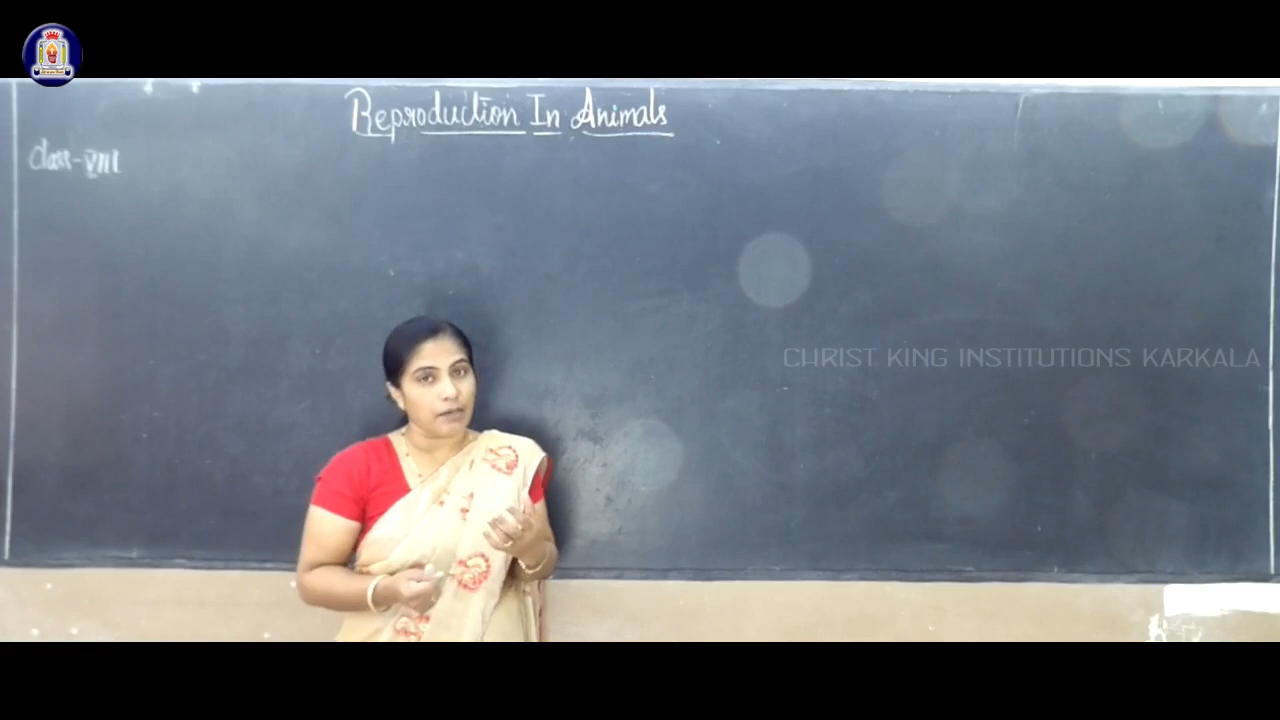 Reproduction In Animals
Class-VIII
CHRIST KING INSTITUTIONS KARKALA